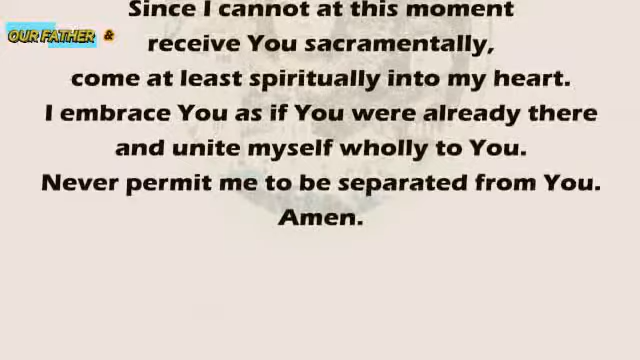 Since I cannot at this moment
OUR FATHER &
receive You sacramentally,
come at least spiritually into my heart.
I embrace You as if You were already there
and unite myself wholly to You.
Never permit me to be separated from You.
Amen.